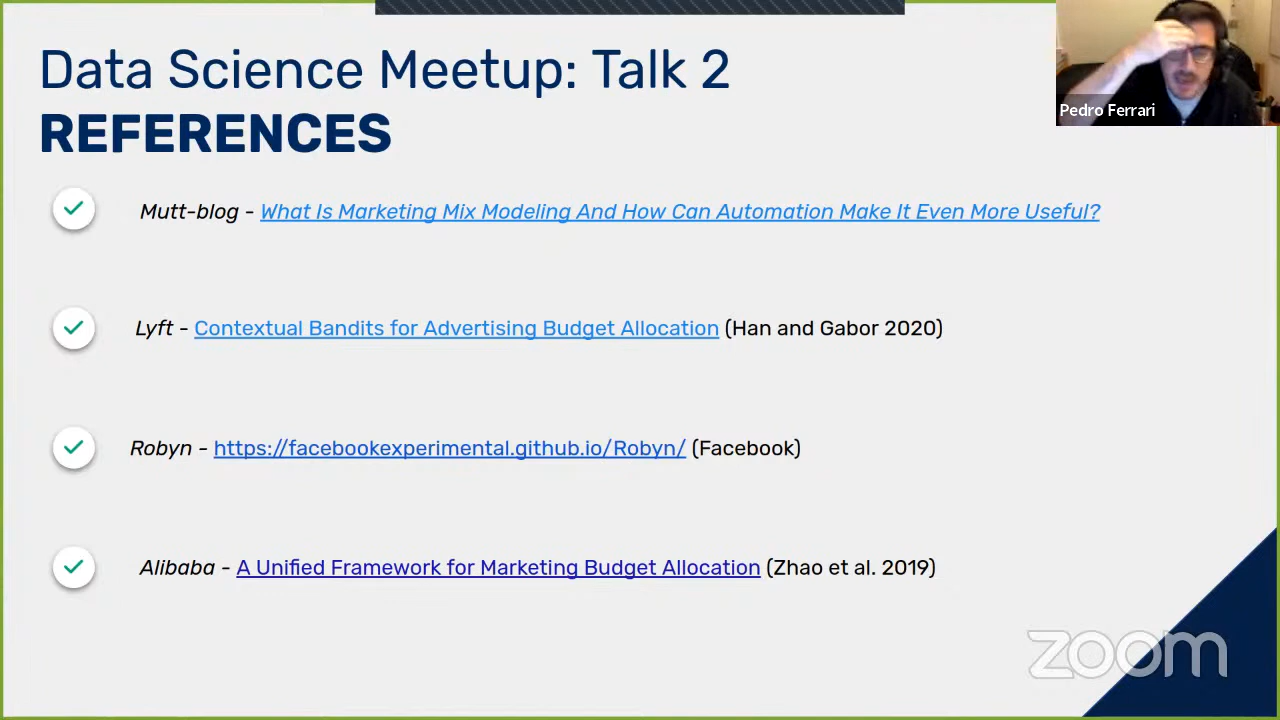 Data Science Meetup: Talk 2
REFERENCES
Pedro Ferrari
Mutt-blog - What Is Marketing Mix Modeling And How Can Automation Make It Even More Useful?
Lyft - Contextual Bandits for Advertising Budget Allocation (Han and Gabor 2020)
Robyn - https://facebookexperimental.github.io/Robyn/ (Facebook)
Alibaba - A Unified Framework for Marketing Budget Allocation (Zhao et al. 2019)
zoom